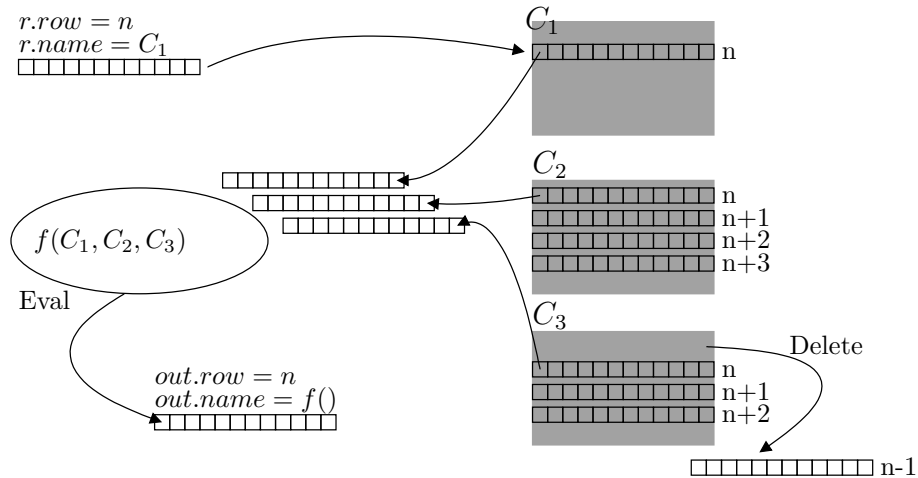 r.row = n
r.name = C₁
C₁
n
C₂
n
n+1
n+2
n+3
f(C₁, C₂, C₃)
Eval
C₃
Delete
n
n+1
n+2
out.row = n
out.name = f()
n-1